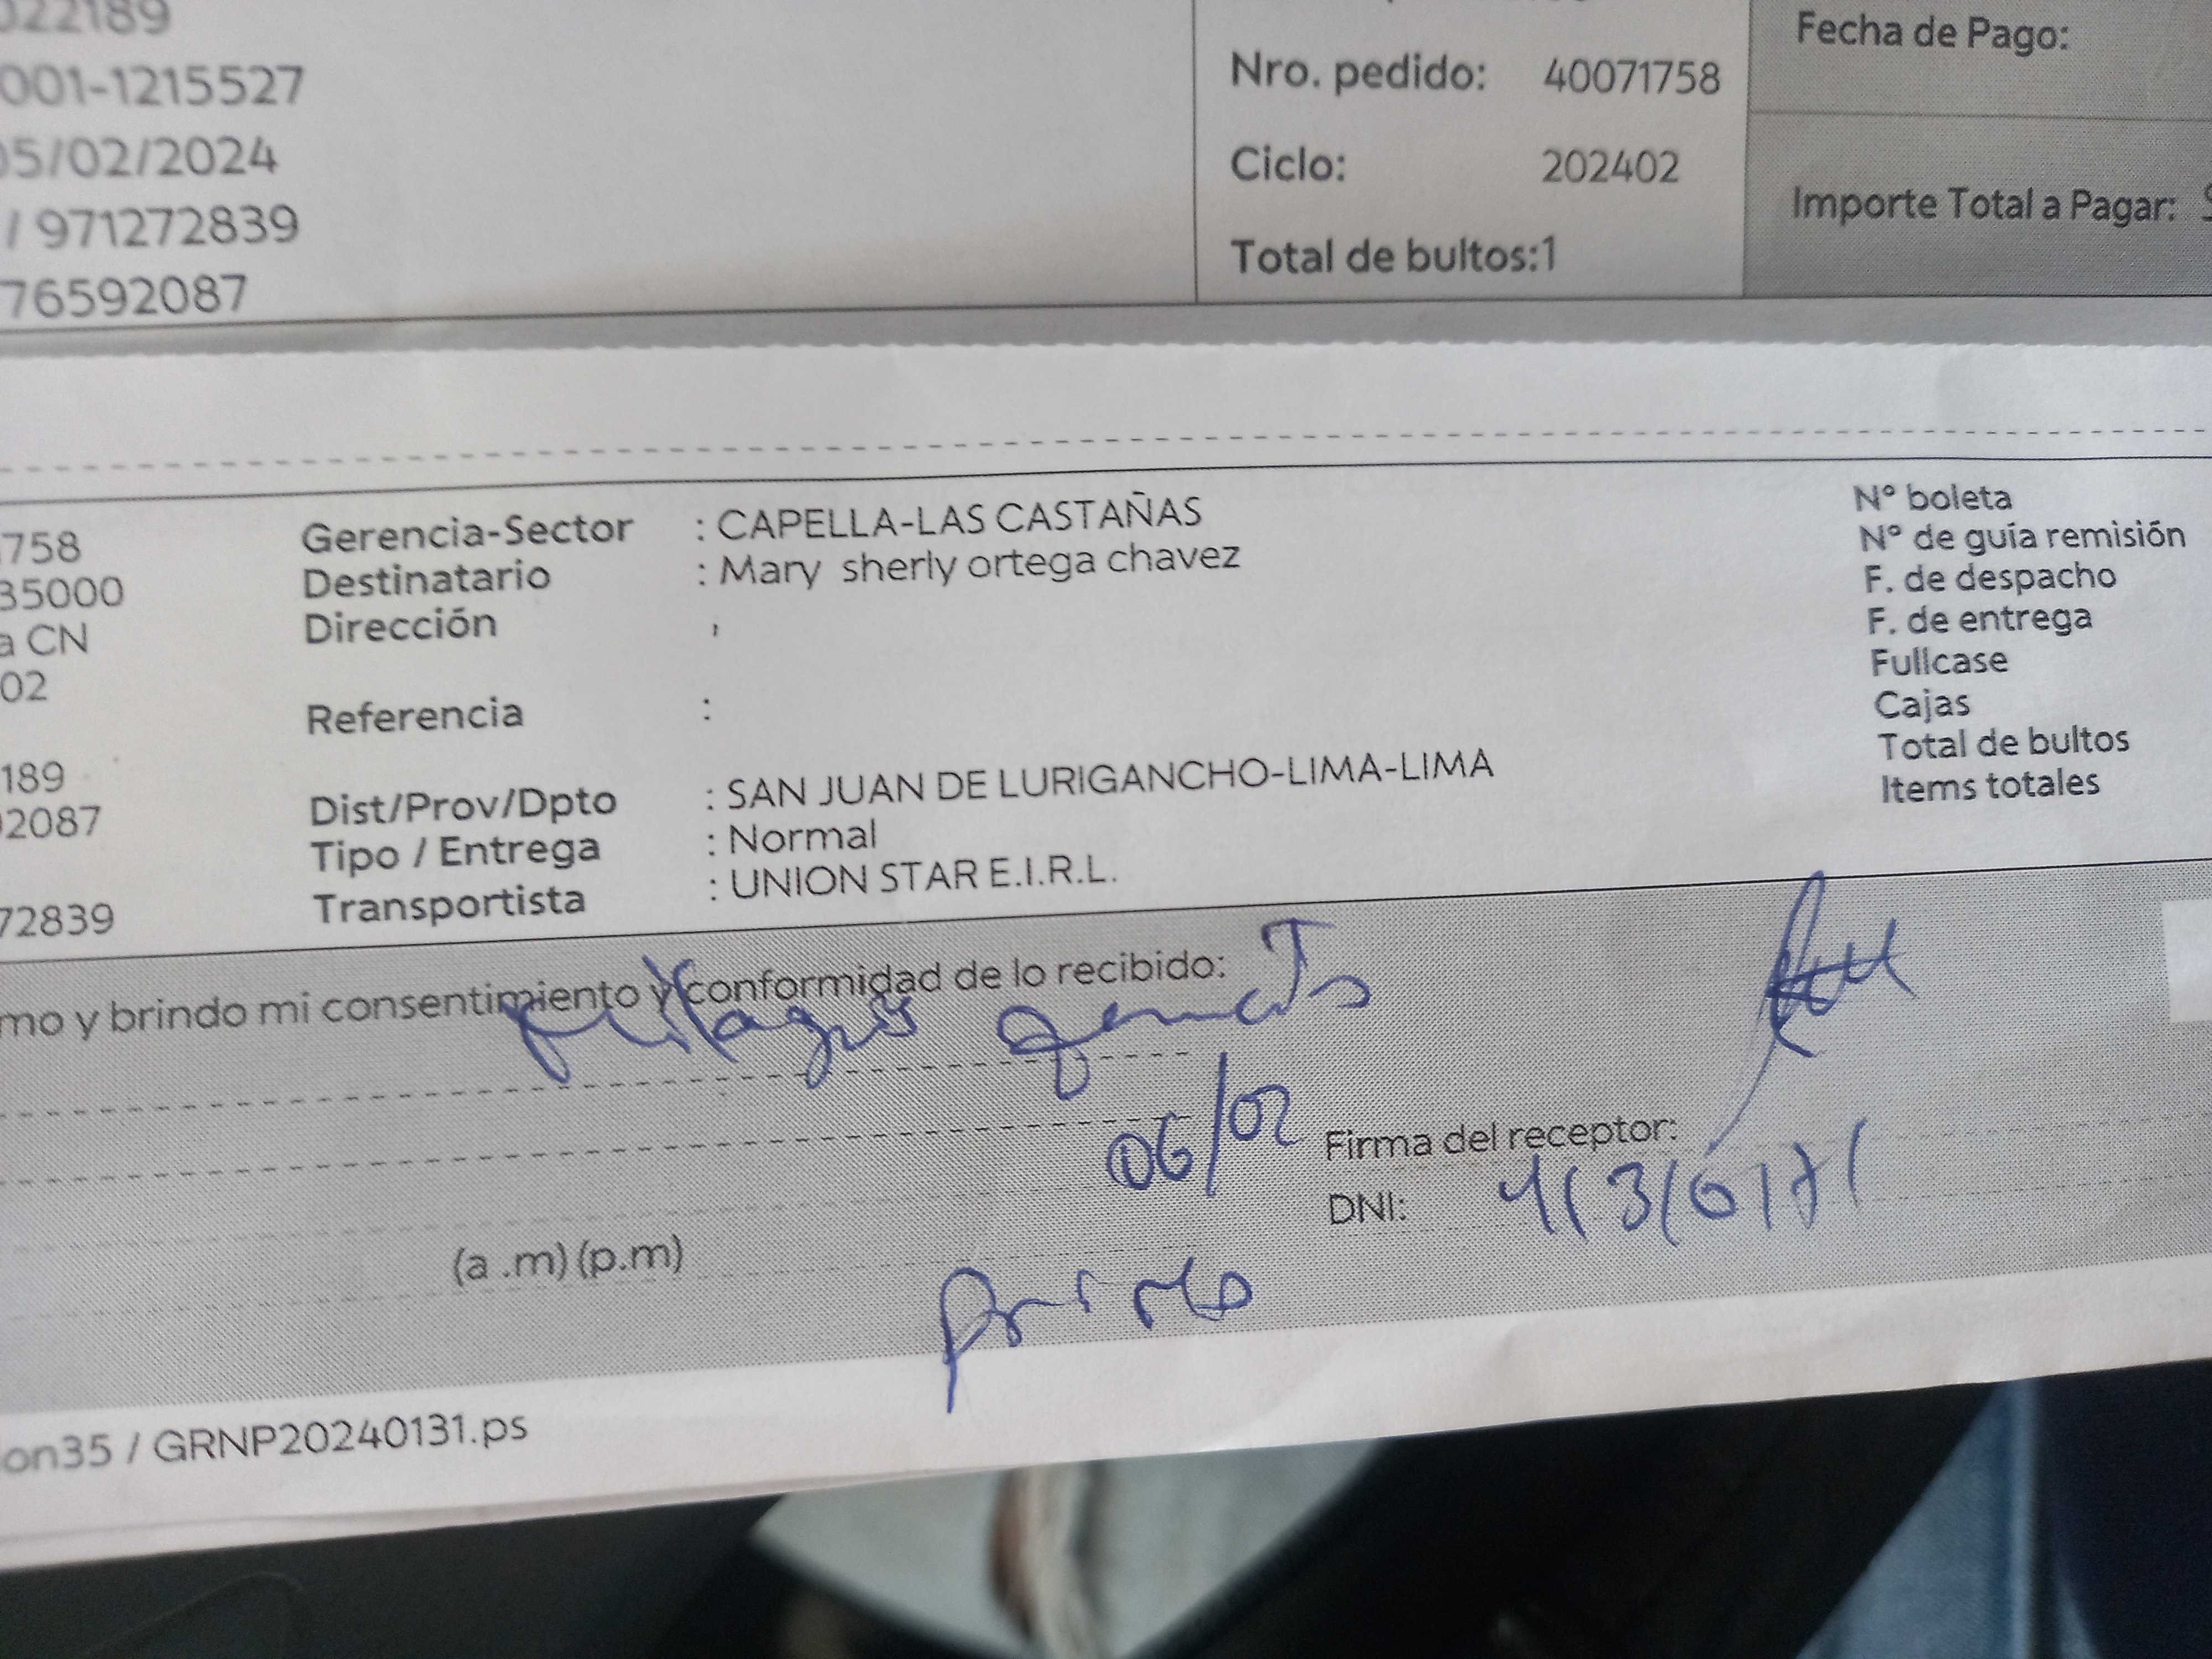 022189
001-1215527
05/02/2024
/ 971272839
76592087
Nro. pedido: 40071758
Ciclo: 202402
Total de bultos:1
Fecha de Pago:
Importe Total a Pagar: S
758
35000
a CN
02
189
92087
72839
Gerencia-Sector : CAPELLA-LAS CASTAÑAS
Destinatario : Mary sherly ortega chavez
Dirección ,
Referencia :
Dist/Prov/Dpto : SAN JUAN DE LURIGANCHO-LIMA-LIMA
Tipo / Entrega : Normal
Transportista : UNION STAR E.I.R.L.
N° boleta
N° de guía remisión
F. de despacho
F. de entrega
Fullcase
Cajas
Total de bultos
Items totales
mo y brindo mi consentimiento y conformidad de lo recibido:
Milagros
06/02
Firma del receptor:
DNI:
(a .m) (p.m)
on35 / GRNP20240131.ps